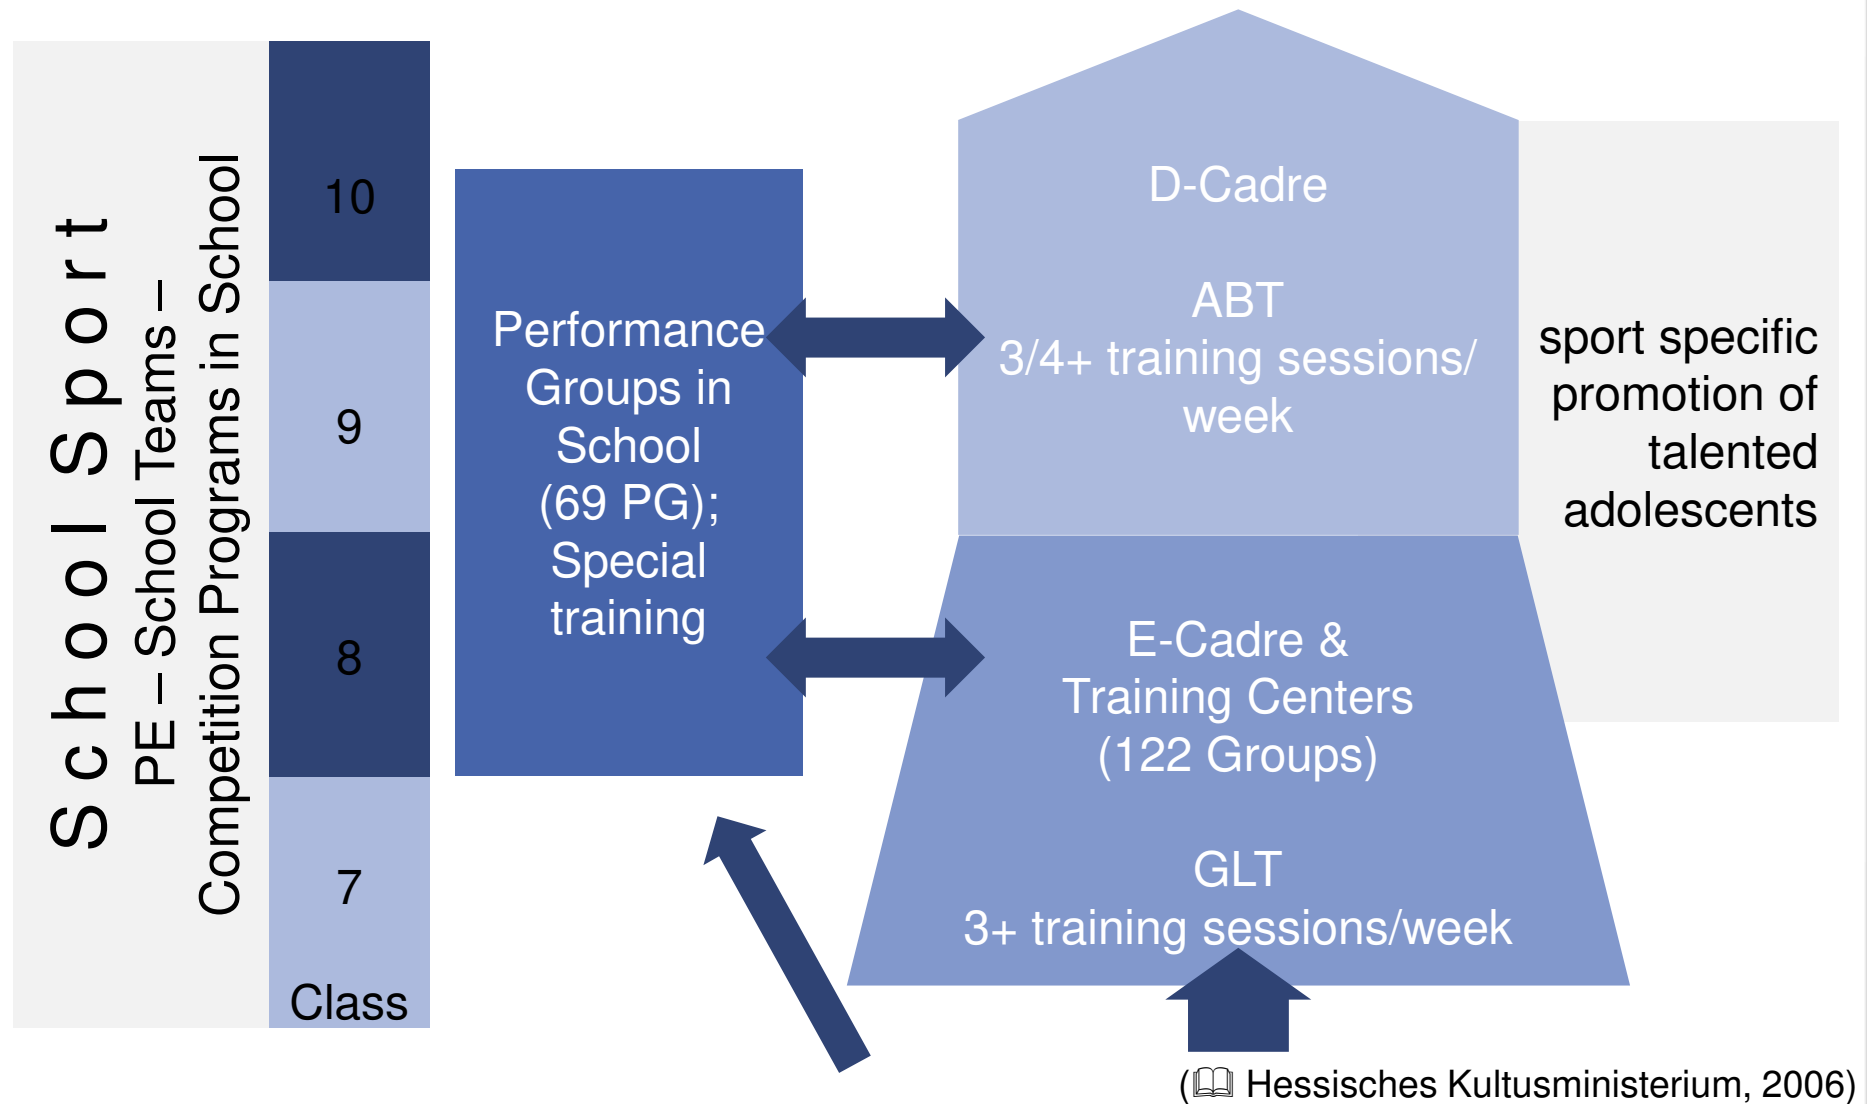 School Sport
PE – School Teams –
Competition Programs in School
10
9
8
7
Class
Performance
Groups in
School
(69 PG);
Special
training
D-Cadre
ABT
3/4+ training sessions/
week
E-Cadre &
Training Centers
(122 Groups)
GLT
3+ training sessions/week
sport specific
promotion of
talented
adolescents
(🕮 Hessisches Kultusministerium, 2006)